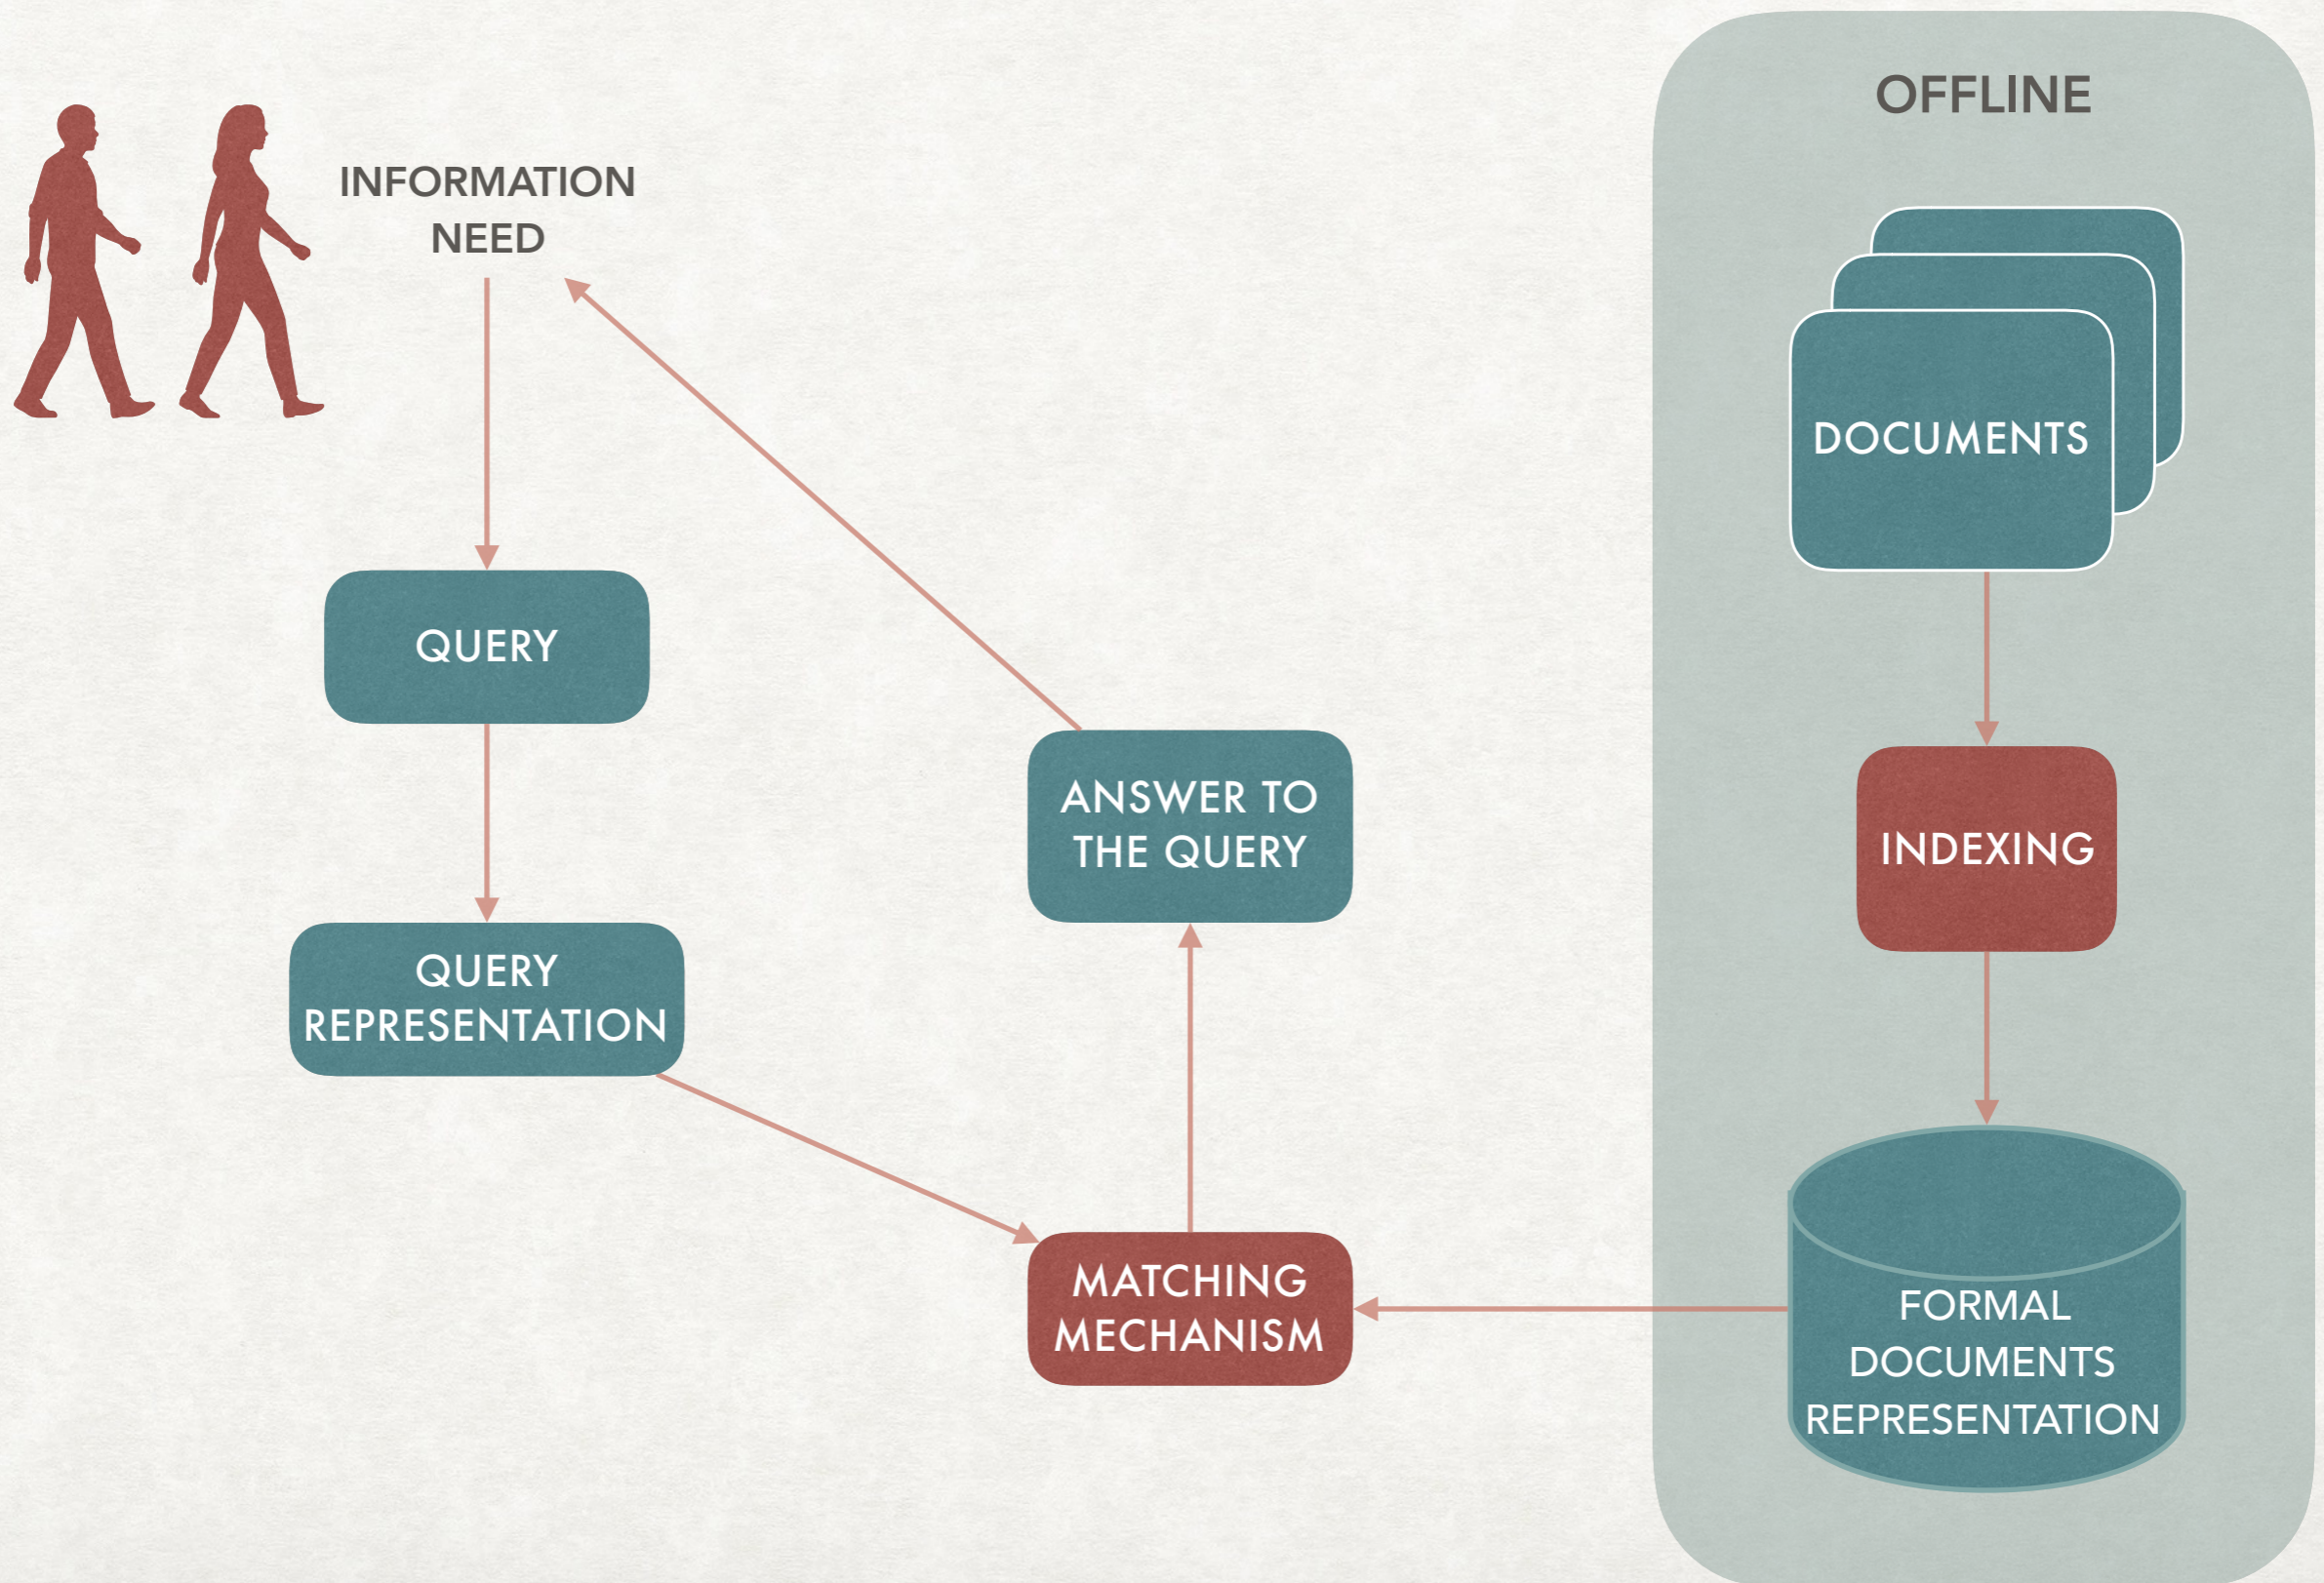 OFFLINE
INFORMATION
NEED
DOCUMENTS
QUERY
ANSWER TO
THE QUERY
INDEXING
QUERY
REPRESENTATION
MATCHING
MECHANISM
FORMAL
DOCUMENTS
REPRESENTATION